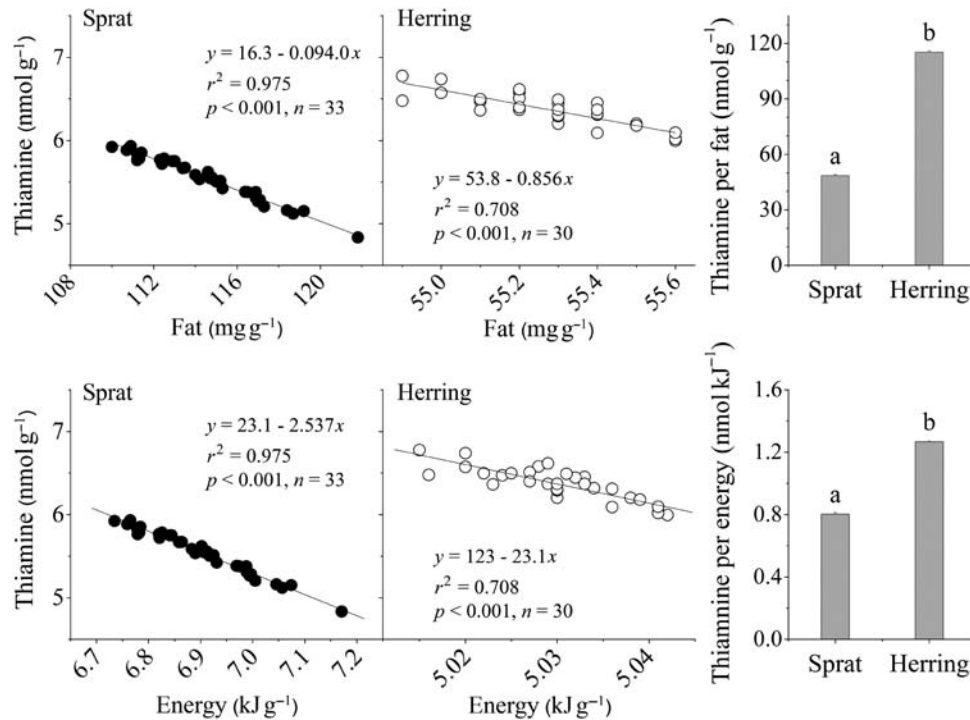 Sprat
Herring
y = 16.3 - 0.094.0x
r² = 0.975
p < 0.001, n = 33
y = 53.8 - 0.856x
r² = 0.708
p < 0.001, n = 30
Thiamine (nmol g⁻¹)
7
6
5
108
112
116
120
Fat (mg g⁻¹)
55.0
55.2
55.4
55.6
Fat (mg g⁻¹)
Thiamine per fat (nmol g⁻¹)
120
90
60
30
0
a
b
Sprat
Herring
Sprat
Herring
y = 23.1 - 2.537x
r² = 0.975
p < 0.001, n = 33
y = 123 - 23.1x
r² = 0.708
p < 0.001, n = 30
Thiamine (nmol g⁻¹)
7
6
5
6.7
6.8
6.9
7.0
7.1
7.2
Energy (kJ g⁻¹)
5.02
5.03
5.04
Energy (kJ g⁻¹)
Thiamnine per energy (nmol kJ⁻¹)
1.6
1.2
0.8
0.4
0.0
a
b
Sprat
Herring